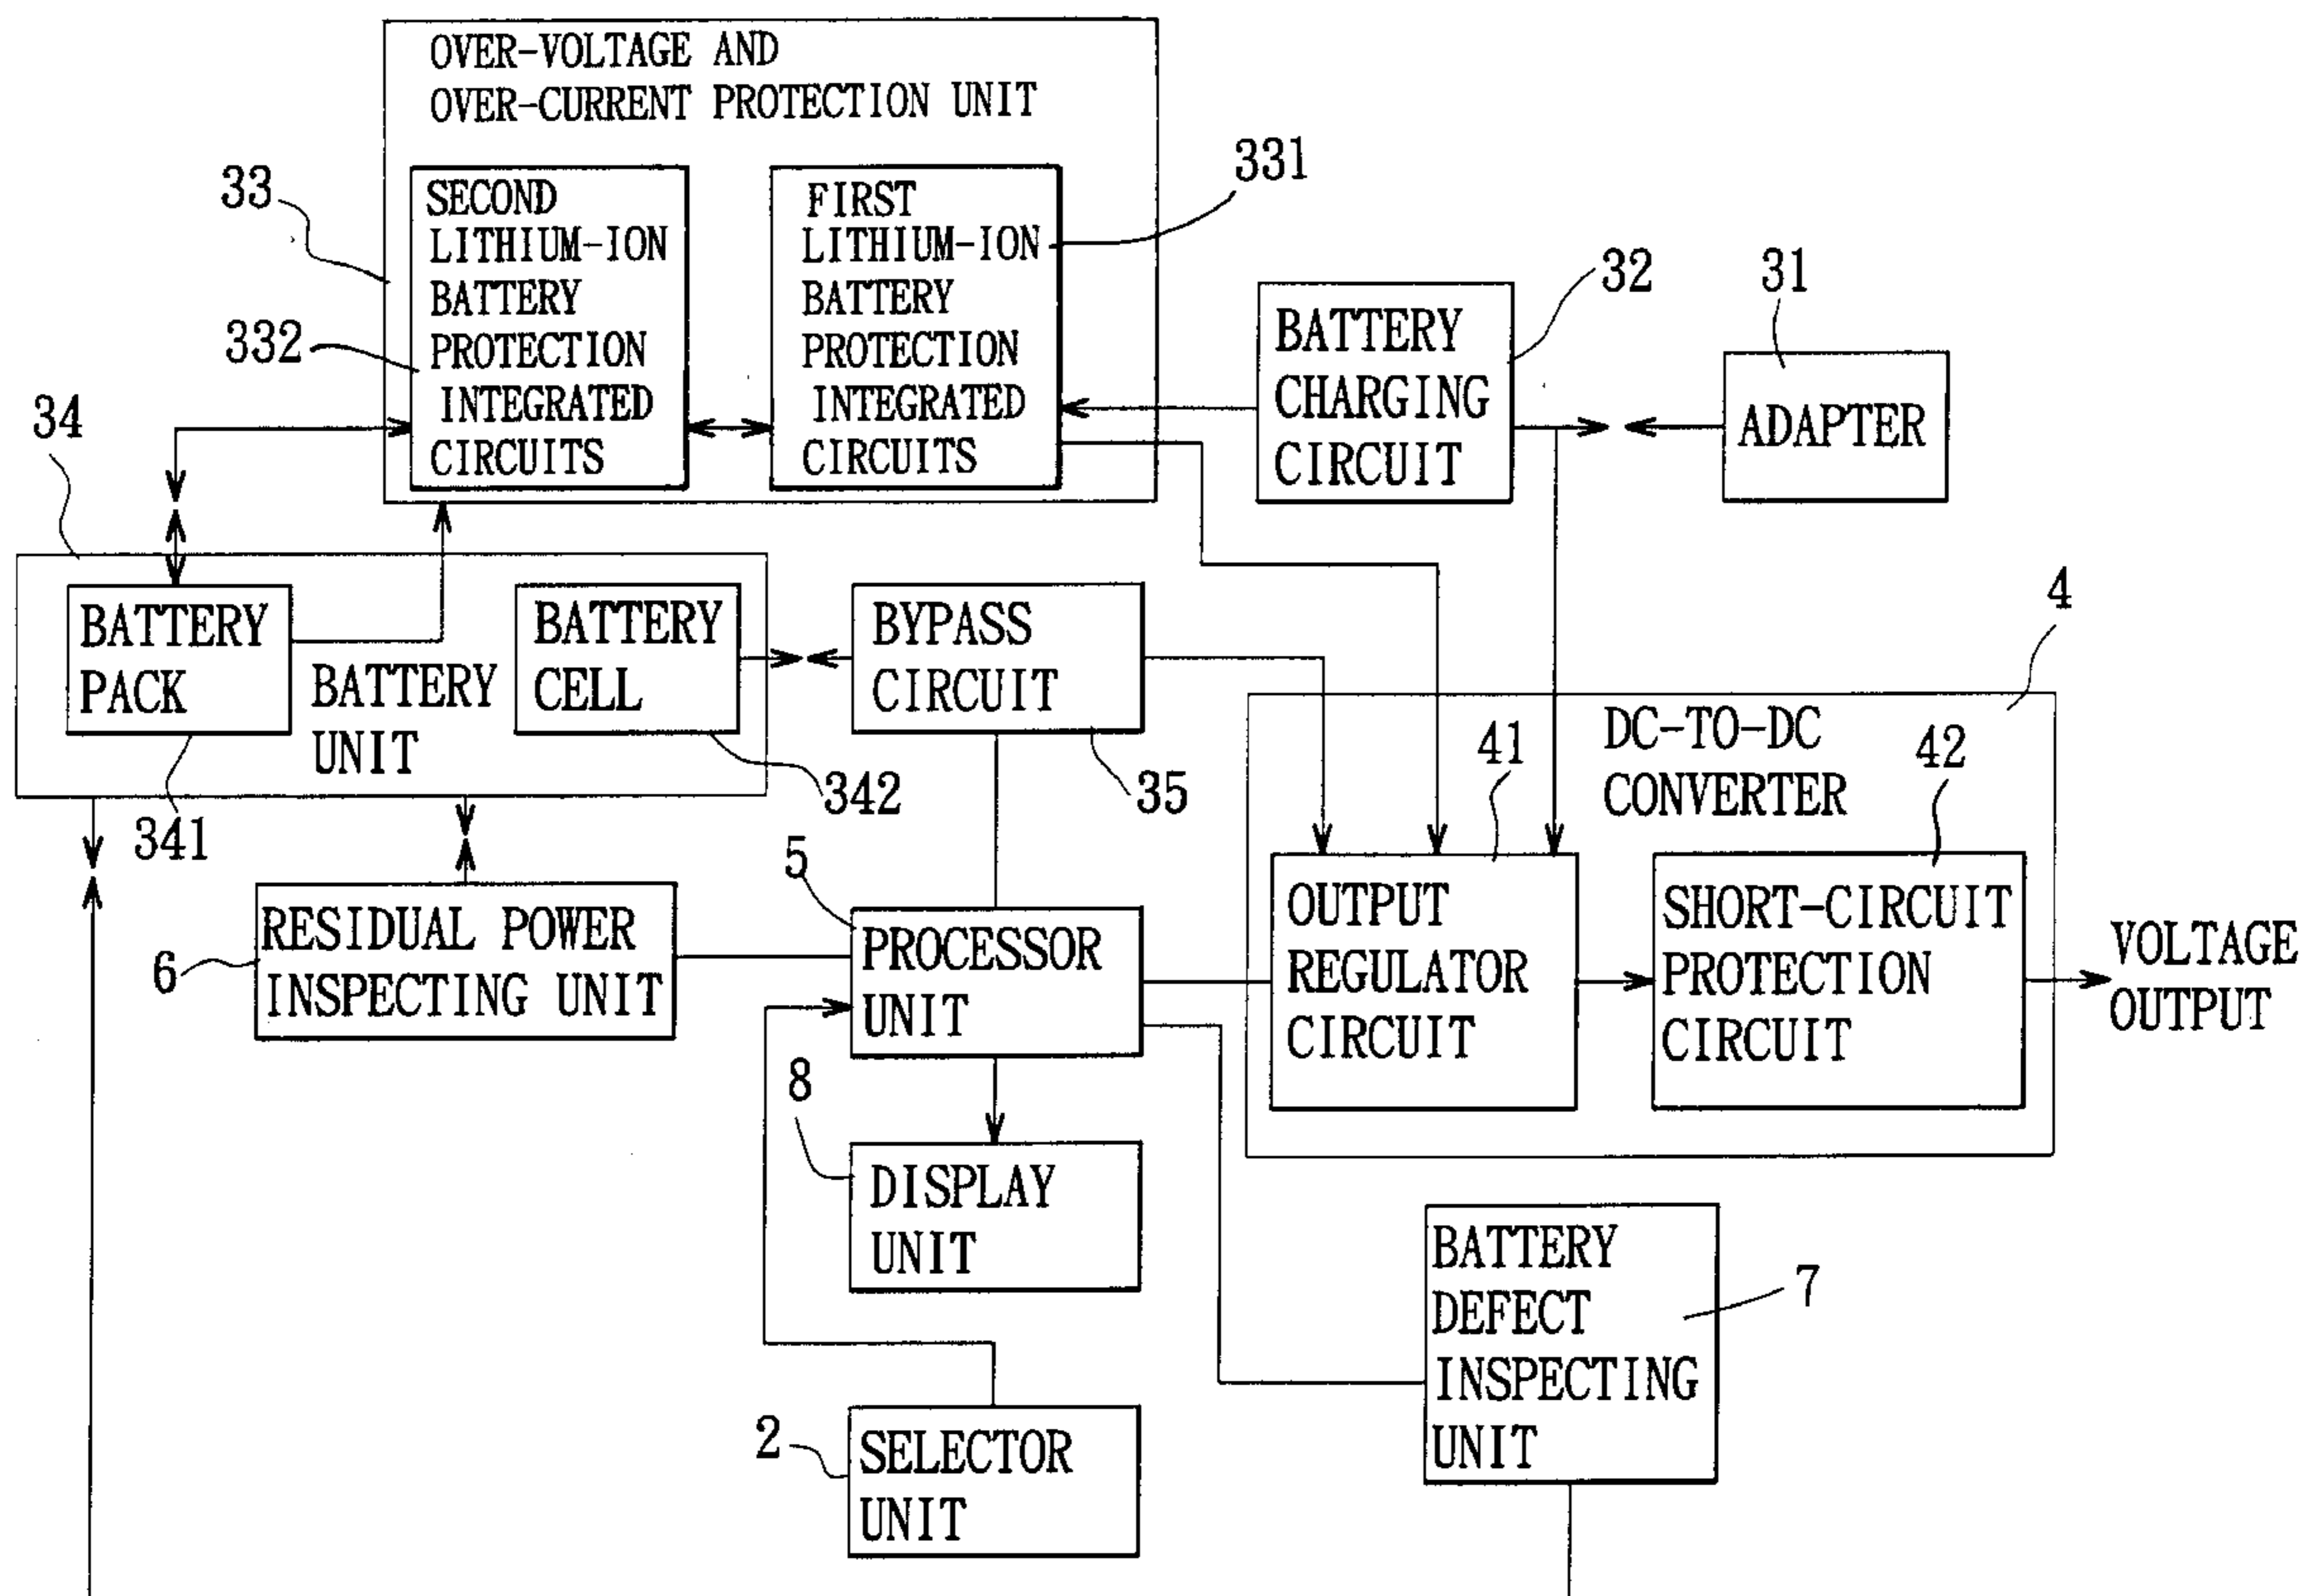 OVER-VOLTAGE AND
OVER-CURRENT PROTECTION UNIT
33
332
SECOND
LITHIUM-ION
BATTERY
PROTECTION
INTEGRATED
CIRCUITS
FIRST
LITHIUM-ION
BATTERY
PROTECTION
INTEGRATED
CIRCUITS
331
BATTERY
CHARGING
CIRCUIT
32
31
ADAPTER
34
BATTERY
PACK
341
BATTERY
UNIT
BATTERY
CELL
342
BYPASS
CIRCUIT
35
4
DC-TO-DC
CONVERTER
41
42
OUTPUT
REGULATOR
CIRCUIT
SHORT-CIRCUIT
PROTECTION
CIRCUIT
VOLTAGE
OUTPUT
6
RESIDUAL POWER
INSPECTING UNIT
5
PROCESSOR
UNIT
8
DISPLAY
UNIT
2
SELECTOR
UNIT
BATTERY
DEFECT
INSPECTING
UNIT
7